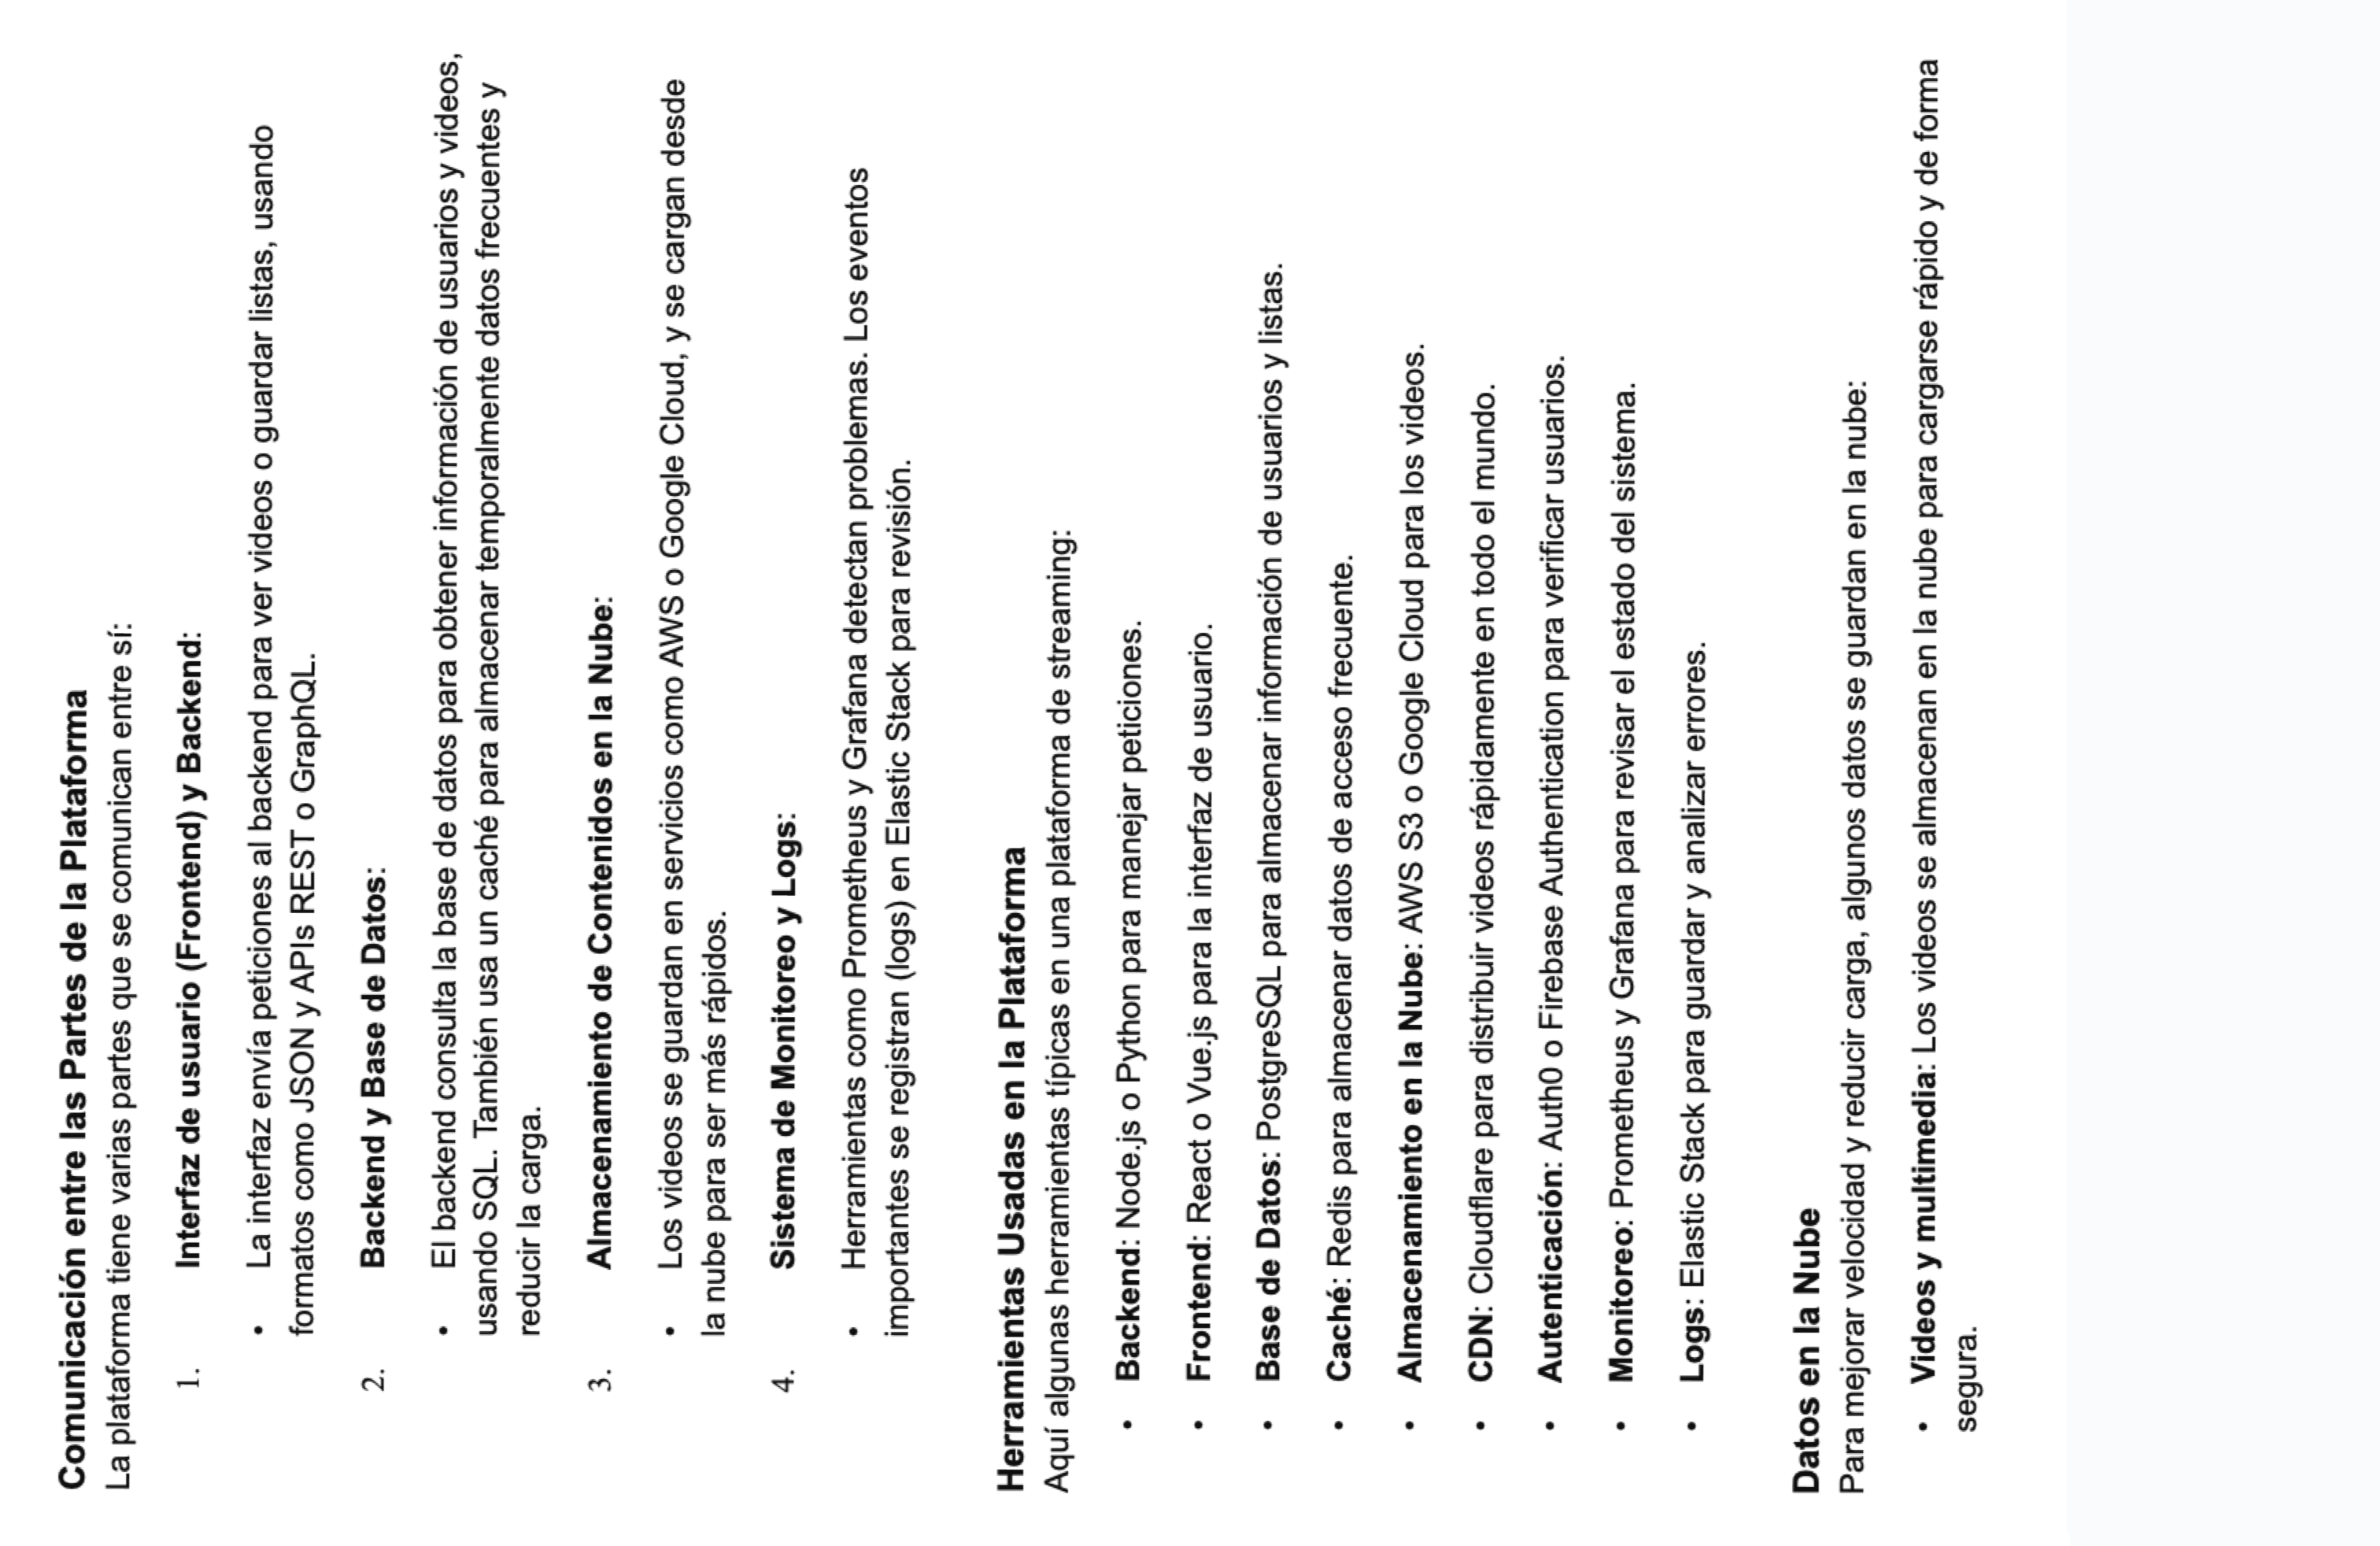 Comunicación entre las Partes de la Plataforma
La plataforma tiene varias partes que se comunican entre sí:
1. Interfaz de usuario (Frontend) y Backend:
• La interfaz envía peticiones al backend para ver videos o guardar listas, usando
formatos como JSON y APIs REST o GraphQL.
2. Backend y Base de Datos:
• El backend consulta la base de datos para obtener información de usuarios y videos,
usando SQL. También usa un caché para almacenar temporalmente datos frecuentes y
reducir la carga.
3. Almacenamiento de Contenidos en la Nube:
• Los videos se guardan en servicios como AWS o Google Cloud, y se cargan desde
la nube para ser más rápidos.
4. Sistema de Monitoreo y Logs:
• Herramientas como Prometheus y Grafana detectan problemas. Los eventos
importantes se registran (logs) en Elastic Stack para revisión.
Herramientas Usadas en la Plataforma
Aquí algunas herramientas típicas en una plataforma de streaming:
• Backend: Node.js o Python para manejar peticiones.
• Frontend: React o Vue.js para la interfaz de usuario.
• Base de Datos: PostgreSQL para almacenar información de usuarios y listas.
• Caché: Redis para almacenar datos de acceso frecuente.
• Almacenamiento en la Nube: AWS S3 o Google Cloud para los videos.
• CDN: Cloudflare para distribuir videos rápidamente en todo el mundo.
• Autenticación: Auth0 o Firebase Authentication para verificar usuarios.
• Monitoreo: Prometheus y Grafana para revisar el estado del sistema.
• Logs: Elastic Stack para guardar y analizar errores.
Datos en la Nube
Para mejorar velocidad y reducir carga, algunos datos se guardan en la nube:
• Videos y multimedia: Los videos se almacenan en la nube para cargarse rápido y de forma
segura.